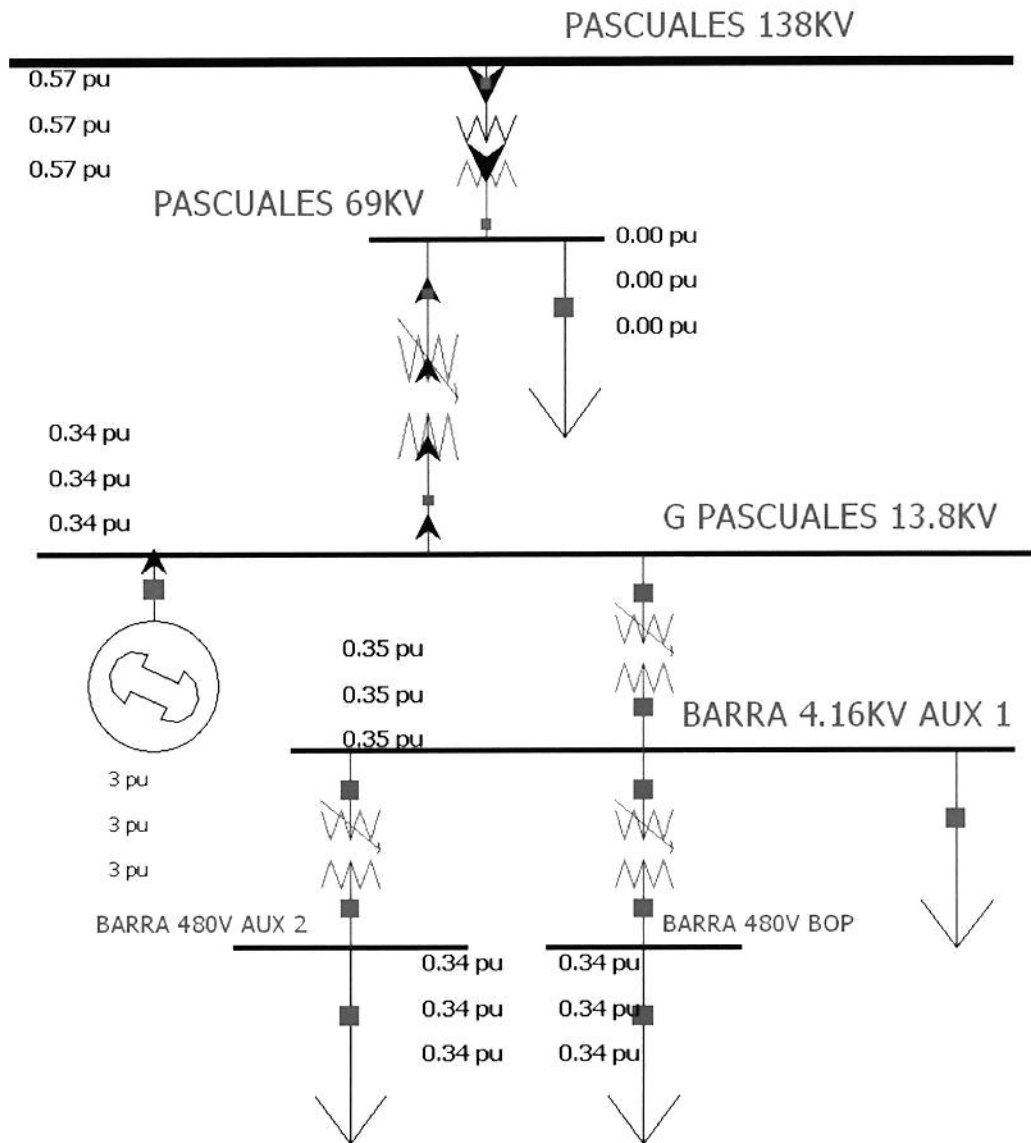 PASCUALES 138KV
0.57 pu
0.57 pu
0.57 pu
PASCUALES 69KV
0.00 pu
0.00 pu
0.00 pu
0.34 pu
0.34 pu
0.34 pu
G PASCUALES 13.8KV
0.35 pu
0.35 pu
0.35 pu
BARRA 4.16KV AUX 1
3 pu
3 pu
3 pu
BARRA 480V AUX 2
BARRA 480V BOP
0.34 pu
0.34 pu
0.34 pu
0.34 pu
0.34 pu
0.34 pu